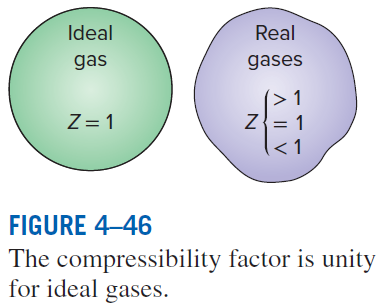 Ideal
gas
Z = 1
Real
gases
Z { > 1
= 1
< 1
FIGURE 4–46
The compressibility factor is unity
for ideal gases.